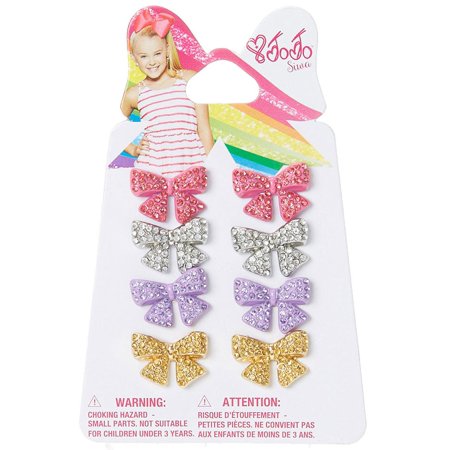 JoJo
Siwa
WARNING:
CHOKING HAZARD -
SMALL PARTS. NOT SUITABLE
FOR CHILDREN UNDER 3 YEARS.
ATTENTION:
RISQUE D'ÉTOUFFEMENT -
PETITES PIÈCES. NE CONVIENT PAS
AUX ENFANTS DE MOINS DE 3 ANS.